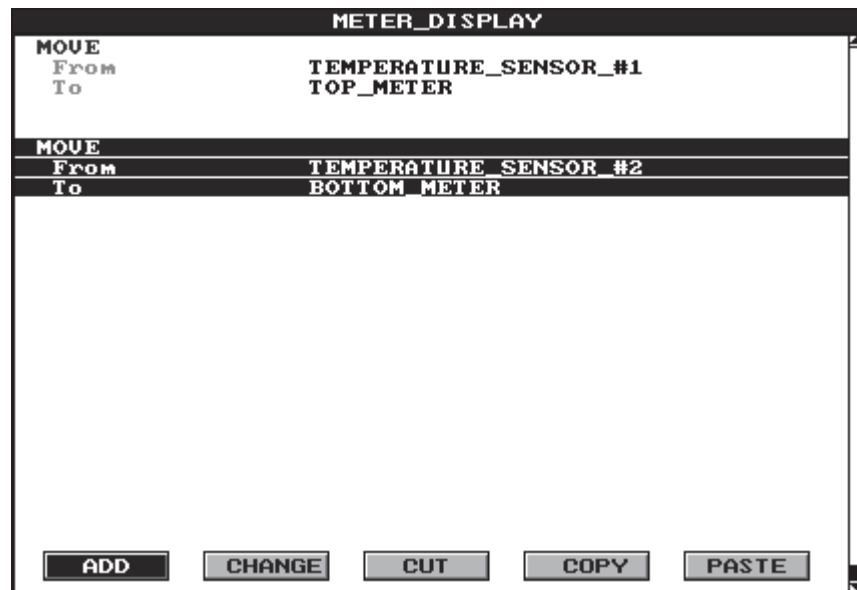 METER_DISPLAY
MOVE
From TEMPERATURE_SENSOR_#1
To TOP_METER
MOVE
From TEMPERATURE_SENSOR_#2
To BOTTOM_METER
ADD CHANGE CUT COPY PASTE